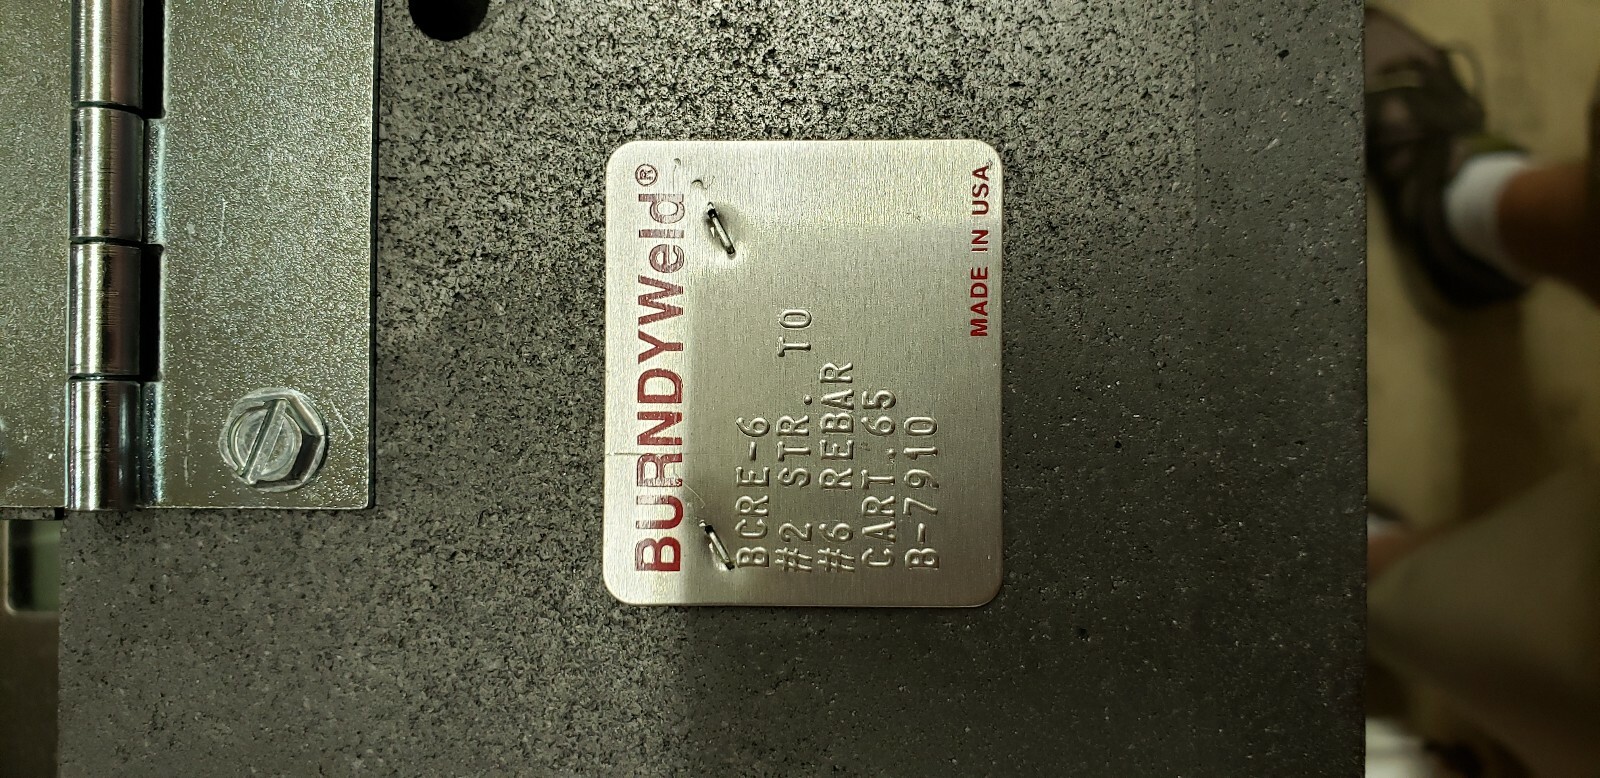 BURNDYWeld®
BCRE-6
#2 STR. TO
#6 REBAR
CART.65
B-7910
MADE IN USA